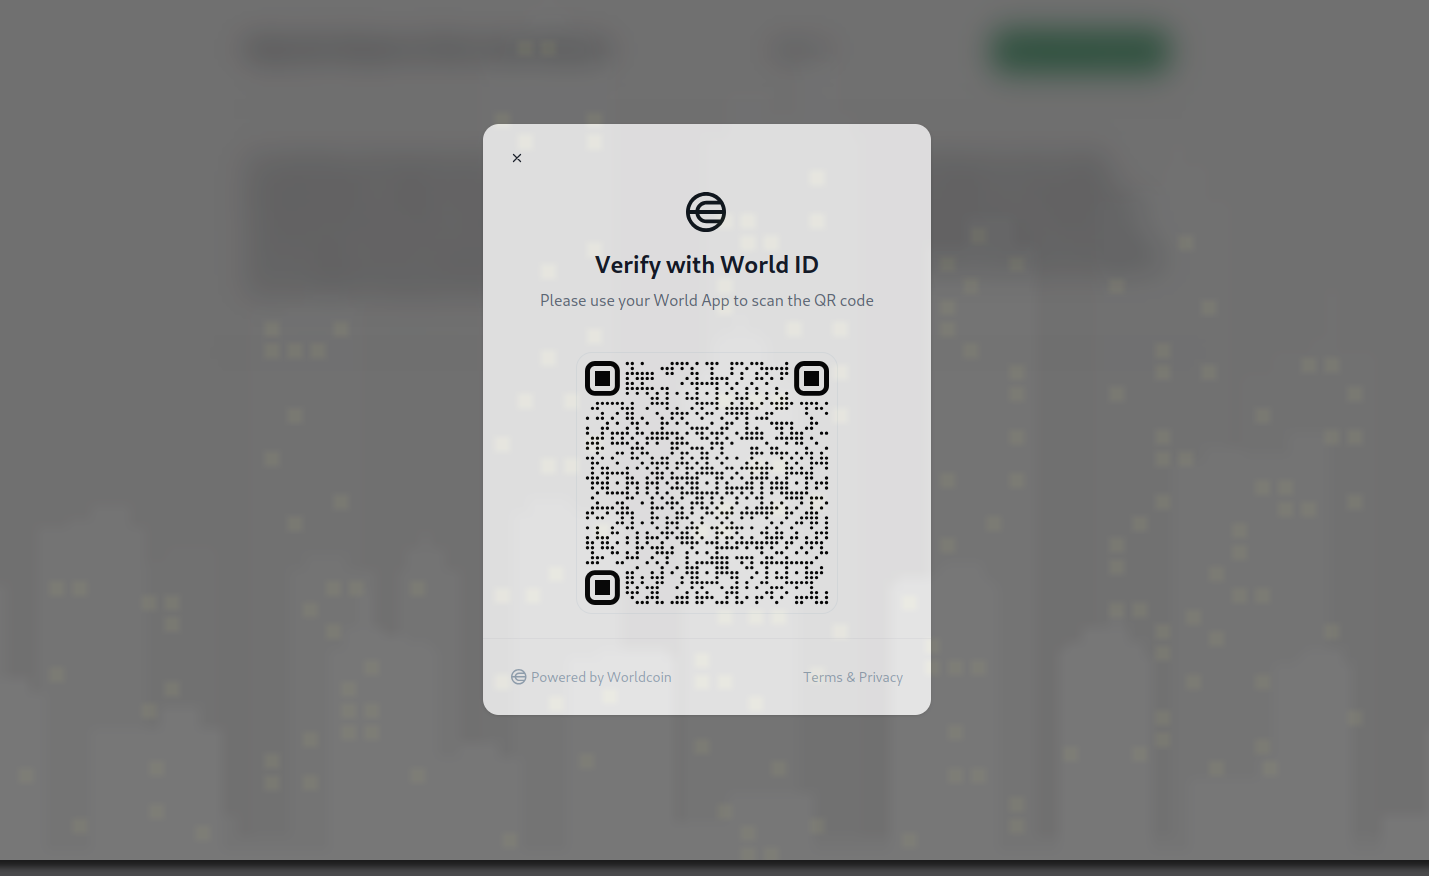 Verify with World ID
Please use your World App to scan the QR code
Powered by Worldcoin
Terms & Privacy